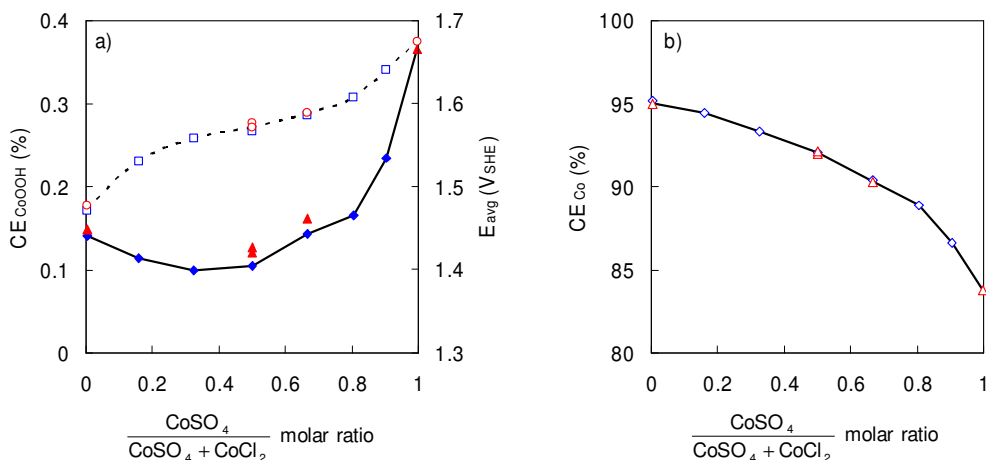 a)
CE CoOOH (%)
0.4
0.3
0.2
0.1
0
1.7
1.6
1.5
1.4
1.3
E avg (V SHE)
0 0.2 0.4 0.6 0.8 1
CoSO 4
CoSO 4 + CoCl 2
molar ratio
b)
CE Co (%)
100
95
90
85
80
0 0.2 0.4 0.6 0.8 1
CoSO 4
CoSO 4 + CoCl 2
molar ratio